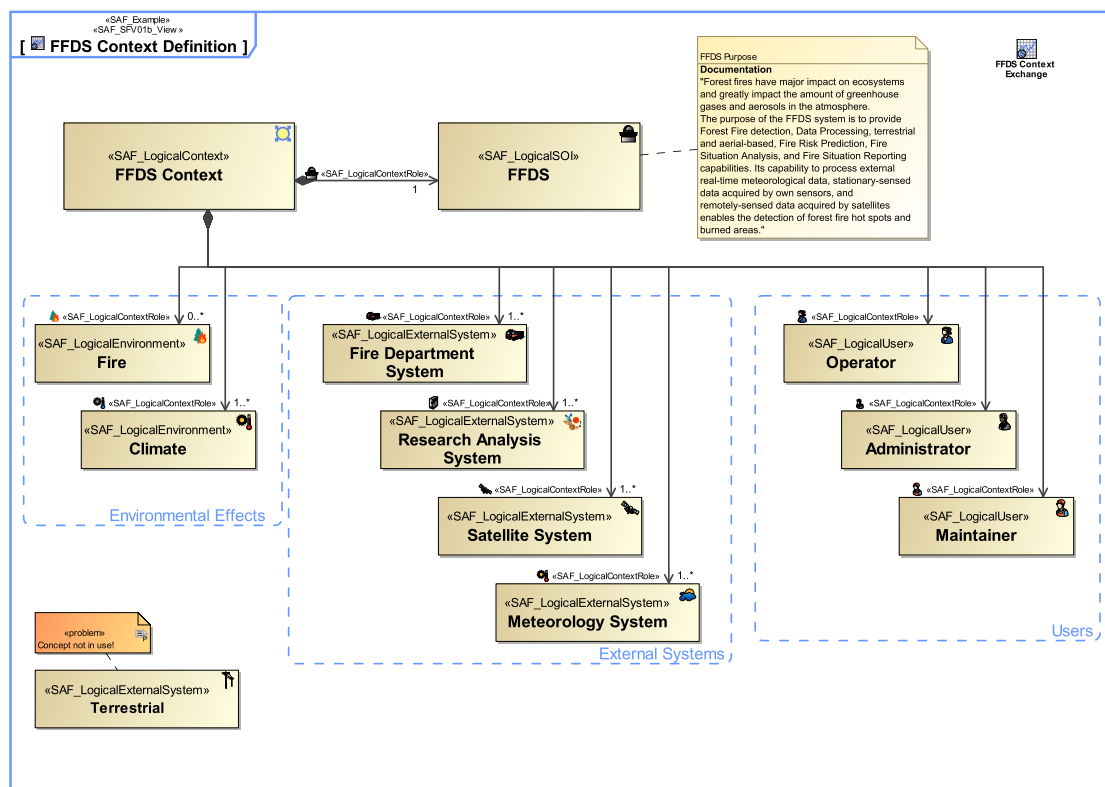 «SAF_Example»
«SAF_SFV01b_View »
[ FFDS Context Definition ]
FFDS Context
Exchange
FFDS Purpose
Documentation
"Forest fires have major impact on ecosystems
and greatly impact the amount of greenhouse
gases and aerosols in the atmosphere.
The purpose of the FFDS system is to provide
Forest Fire detection, Data Processing, terrestrial
and aerial-based, Fire Risk Prediction, Fire
Situation Analysis, and Fire Situation Reporting
capabilities. Its capability to process external
real-time meteorological data, stationary-sensed
data acquired by own sensors, and
remotely-sensed data acquired by satellites
enables the detection of forest fire hot spots and
burned areas."
«SAF_LogicalContext»
FFDS Context
«SAF_LogicalContextRole»
1
«SAF_LogicalSOI»
FFDS
«SAF_LogicalContextRole» 0..*
«SAF_LogicalEnvironment»
Fire
«SAF_LogicalContextRole» 1..*
«SAF_LogicalEnvironment»
Climate
Environmental Effects
«SAF_LogicalContextRole» 1..*
«SAF_LogicalExternalSystem»
Fire Department
System
«SAF_LogicalContextRole» 1..*
«SAF_LogicalExternalSystem»
Research Analysis
System
«SAF_LogicalContextRole» 1..*
«SAF_LogicalExternalSystem»
Satellite System
«SAF_LogicalContextRole» 1..*
«SAF_LogicalExternalSystem»
Meteorology System
External Systems
«SAF_LogicalContextRole»
«SAF_LogicalUser»
Operator
«SAF_LogicalContextRole»
«SAF_LogicalUser»
Administrator
«SAF_LogicalContextRole»
«SAF_LogicalUser»
Maintainer
Users
«problem»
Concept not in use!
«SAF_LogicalExternalSystem»
Terrestrial